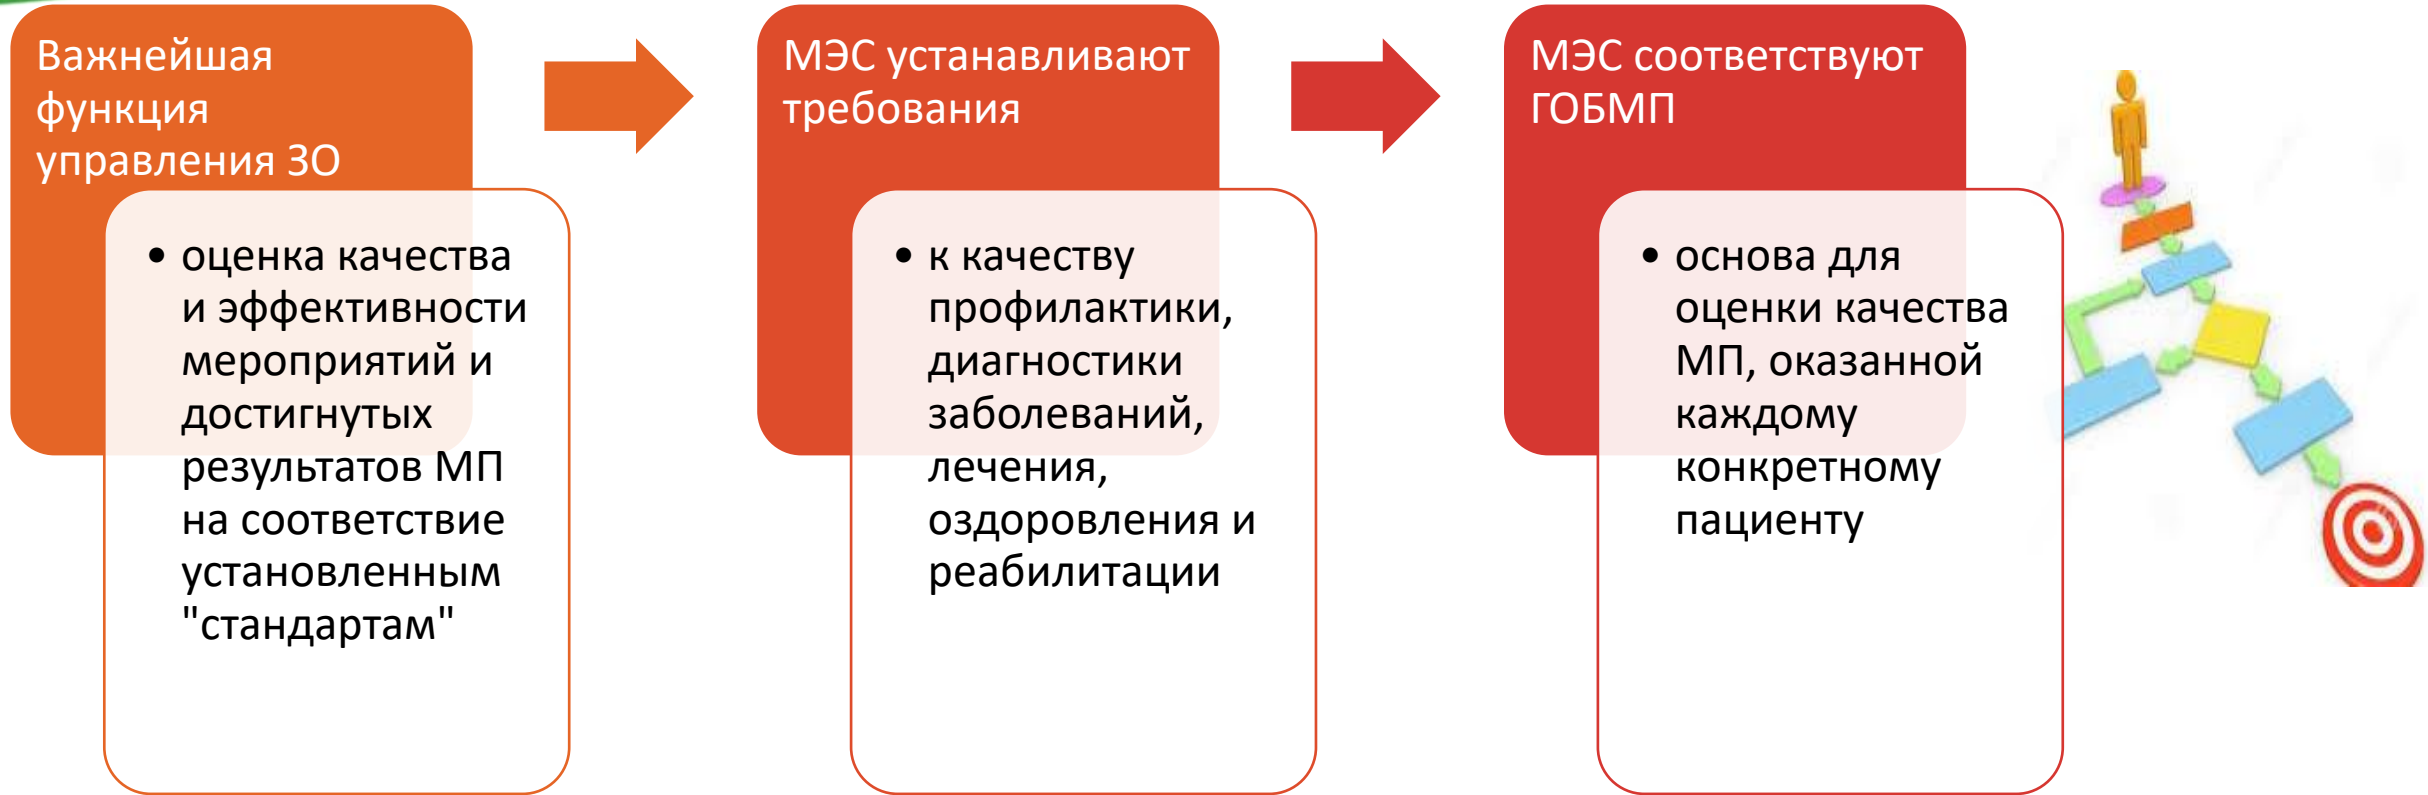 Важнейшая
функция
управления ЗО
• оценка качества
и эффективности
мероприятий и
достигнутых
результатов МП
на соответствие
установленным
"стандартам"
МЭС устанавливают
требования
• к качеству
профилактики,
диагностики
заболеваний,
лечения,
оздоровления и
реабилитации
МЭС соответствуют
ГОБМП
• основа для
оценки качества
МП, оказанной
каждому
конкретному
пациенту